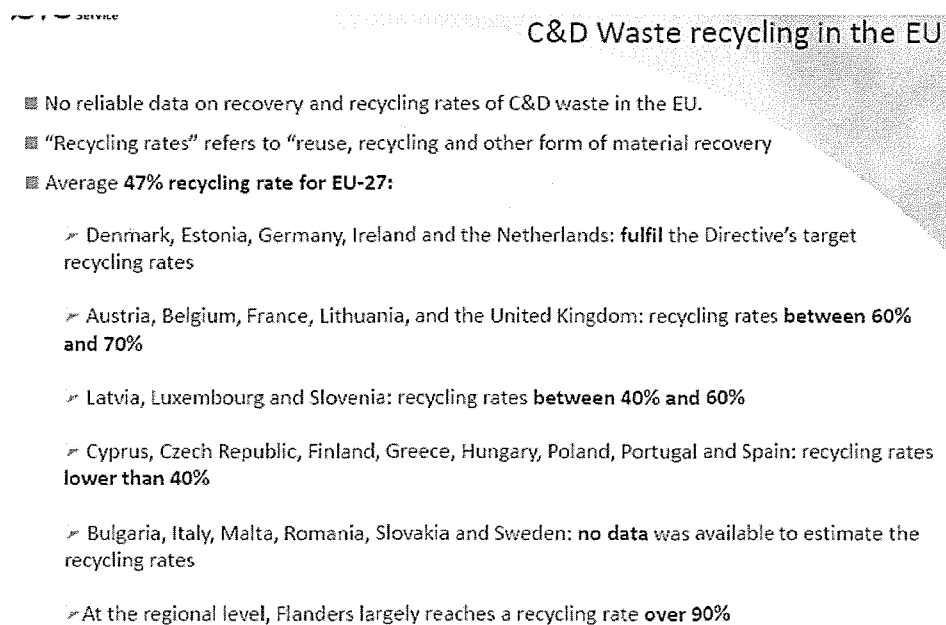 Service
C&D Waste recycling in the EU
No reliable data on recovery and recycling rates of C&D waste in the EU.
“Recycling rates” refers to “reuse, recycling and other form of material recovery
Average 47% recycling rate for EU-27:
Denmark, Estonia, Germany, Ireland and the Netherlands: fulfil the Directive’s target
recycling rates
Austria, Belgium, France, Lithuania, and the United Kingdom: recycling rates between 60%
and 70%
Latvia, Luxembourg and Slovenia: recycling rates between 40% and 60%
Cyprus, Czech Republic, Finland, Greece, Hungary, Poland, Portugal and Spain: recycling rates
lower than 40%
Bulgaria, Italy, Malta, Romania, Slovakia and Sweden: no data was available to estimate the
recycling rates
At the regional level, Flanders largely reaches a recycling rate over 90%